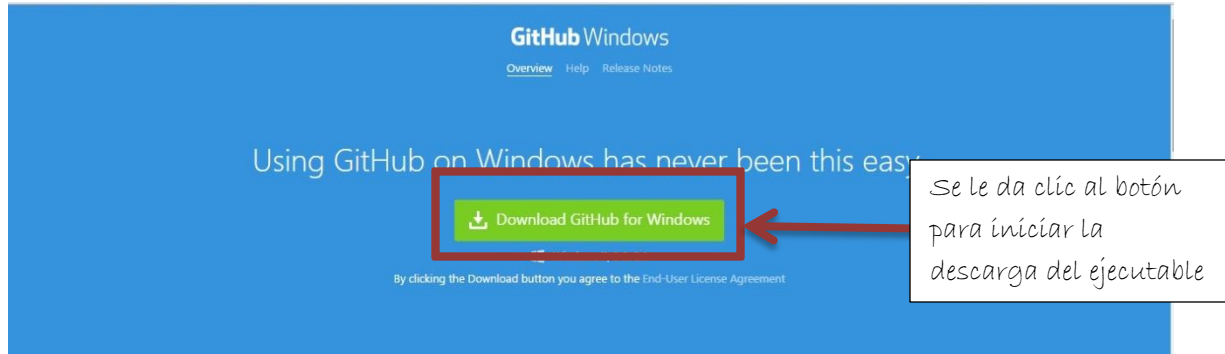 GitHub Windows
Overview Help Release Notes
Using GitHub on Windows has never been this easy
Download GitHub for Windows
By clicking the Download button you agree to the End-User License Agreement
Se le da clic al botón
para iniciar la
descarga del ejecutable